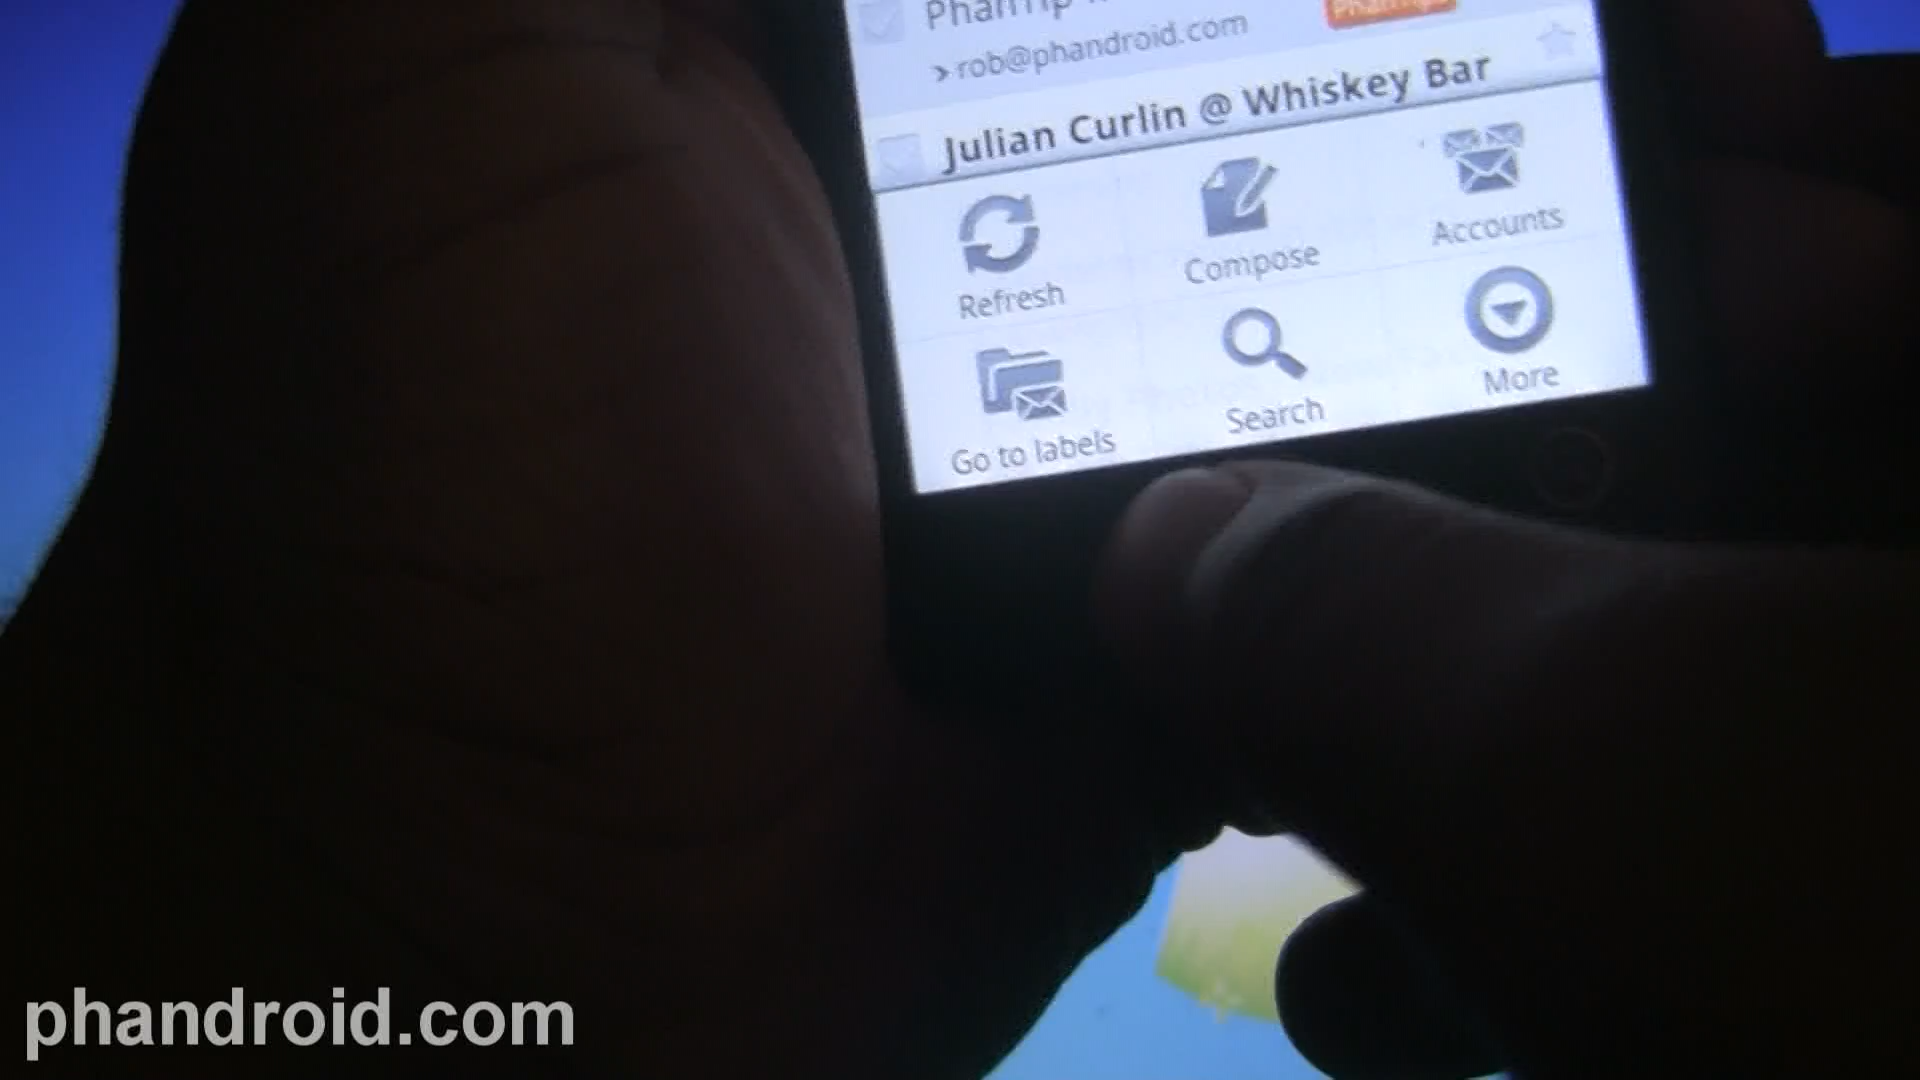 rob@phandroid.com
Julian Curlin @ Whiskey Bar
Refresh
Compose
Accounts
Go to labels
Search
More
phandroid.com